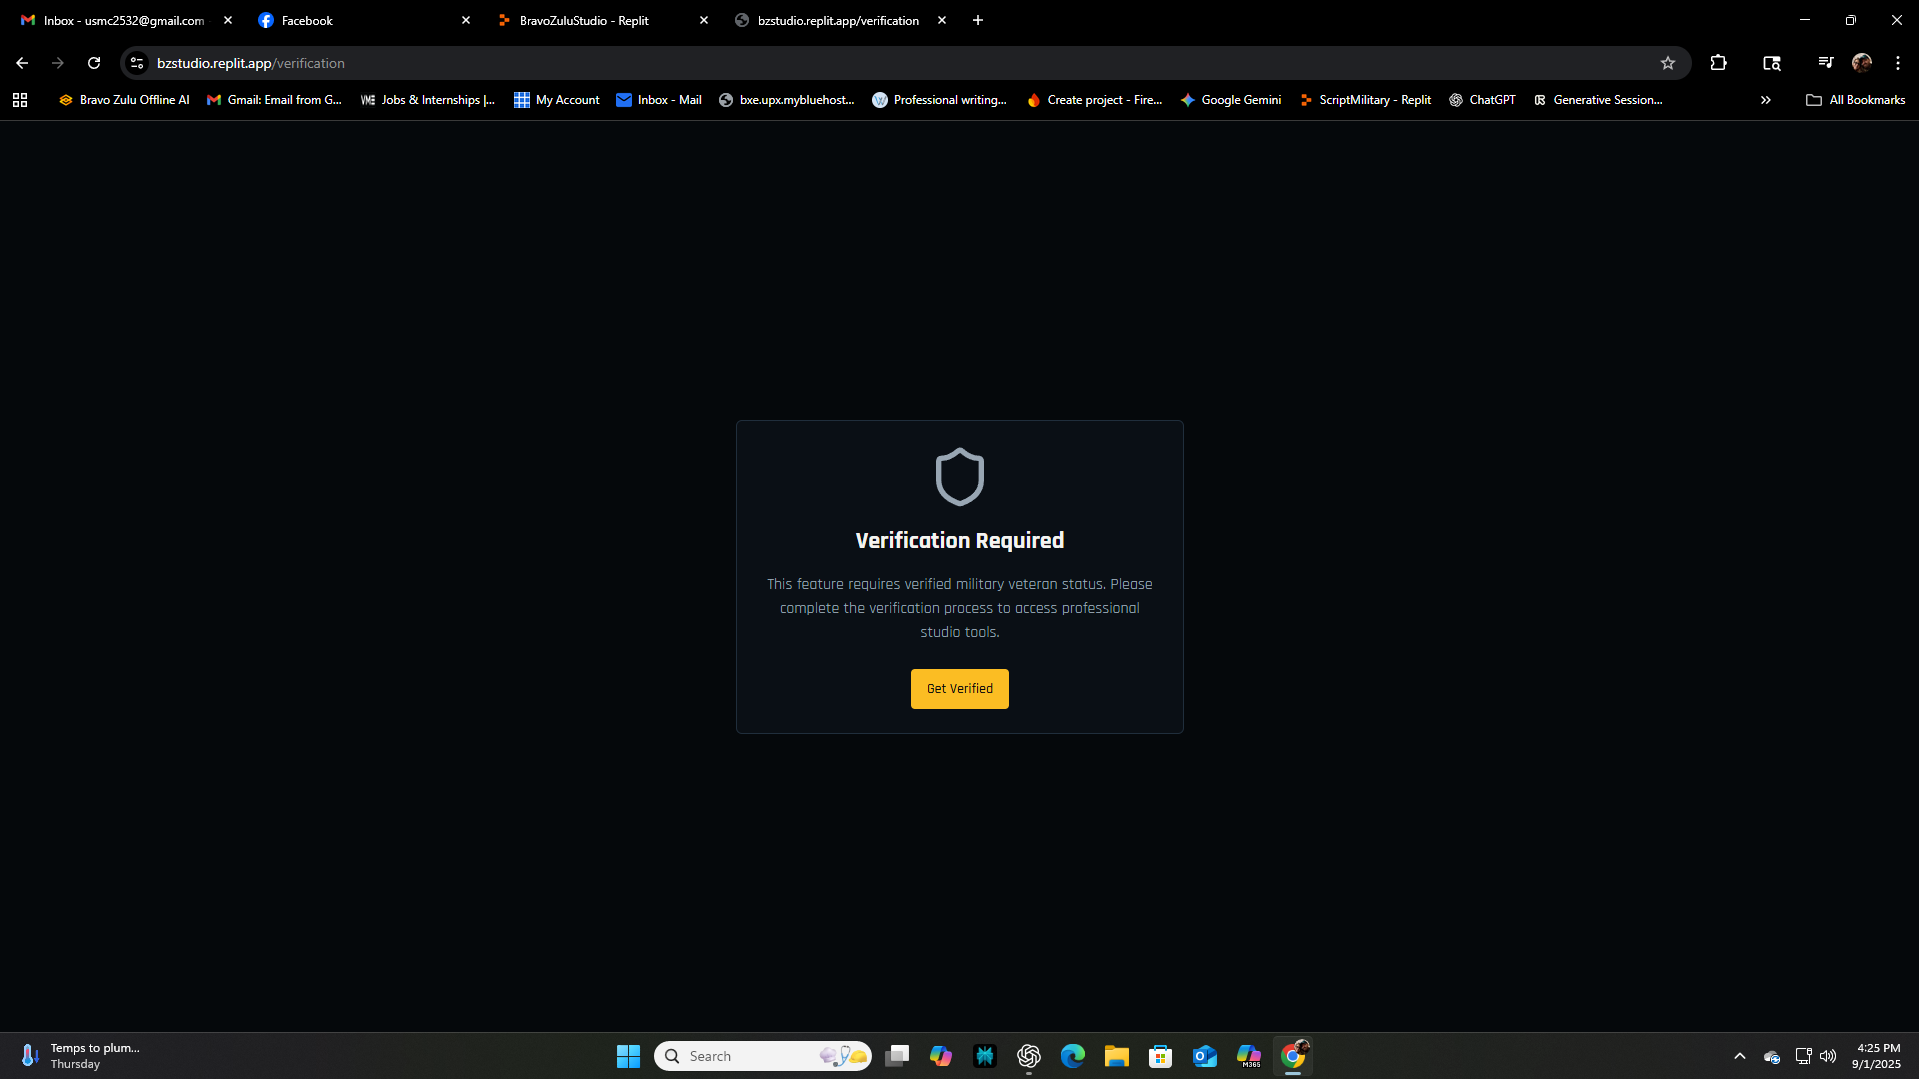 Inbox - usmc2532@gmail.com
Facebook
BravoZuluStudio - Replit
bzstudio.replit.app/verification
bzstudio.replit.app/verification
Bravo Zulu Offline AI
Gmail: Email from G...
VME Jobs & Internships |...
My Account
Inbox - Mail
bxe.upx.mybluehost...
Professional writing...
Create project - Fire...
Google Gemini
ScriptMilitary - Replit
ChatGPT
Generative Session...
All Bookmarks
Verification Required
This feature requires verified military veteran status. Please
complete the verification process to access professional
studio tools.
Get Verified
Temps to plum...
Thursday
Search
M365
4:25 PM
9/1/2025